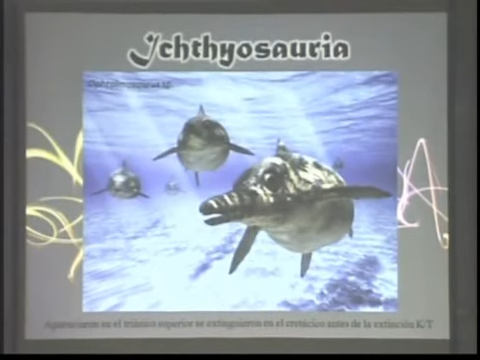 Ichthyosauria
Aparecieron en el triásico superior se extinguieron en el cretácico antes de la extinción K/T